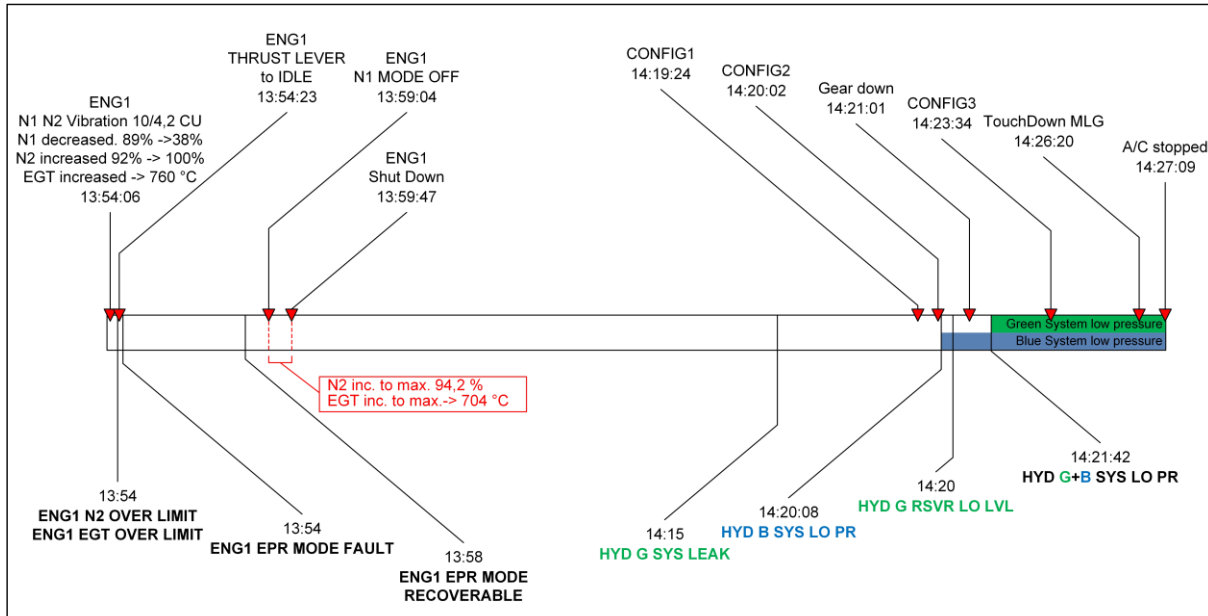 ENG1
N1 N2 Vibration 10/4,2 CU
N1 decreased. 89% ->38%
N2 increased 92% -> 100%
EGT increased -> 760 °C
13:54:06
ENG1
THRUST LEVER
to IDLE
13:54:23
ENG1
N1 MODE OFF
13:59:04
ENG1
Shut Down
13:59:47
CONFIG1
14:19:24
CONFIG2
14:20:02
Gear down
14:21:01
CONFIG3
14:23:34
TouchDown MLG
14:26:20
A/C stopped
14:27:09
Green System low pressure
Blue System low pressure
N2 inc. to max. 94,2 %
EGT inc. to max.-> 704 °C
13:54
ENG1 N2 OVER LIMIT
ENG1 EGT OVER LIMIT
13:54
ENG1 EPR MODE FAULT
13:58
ENG1 EPR MODE
RECOVERABLE
14:15
HYD G SYS LEAK
14:20:08
HYD B SYS LO PR
14:20
HYD G RSVR LO LVL
14:21:42
HYD G+B SYS LO PR